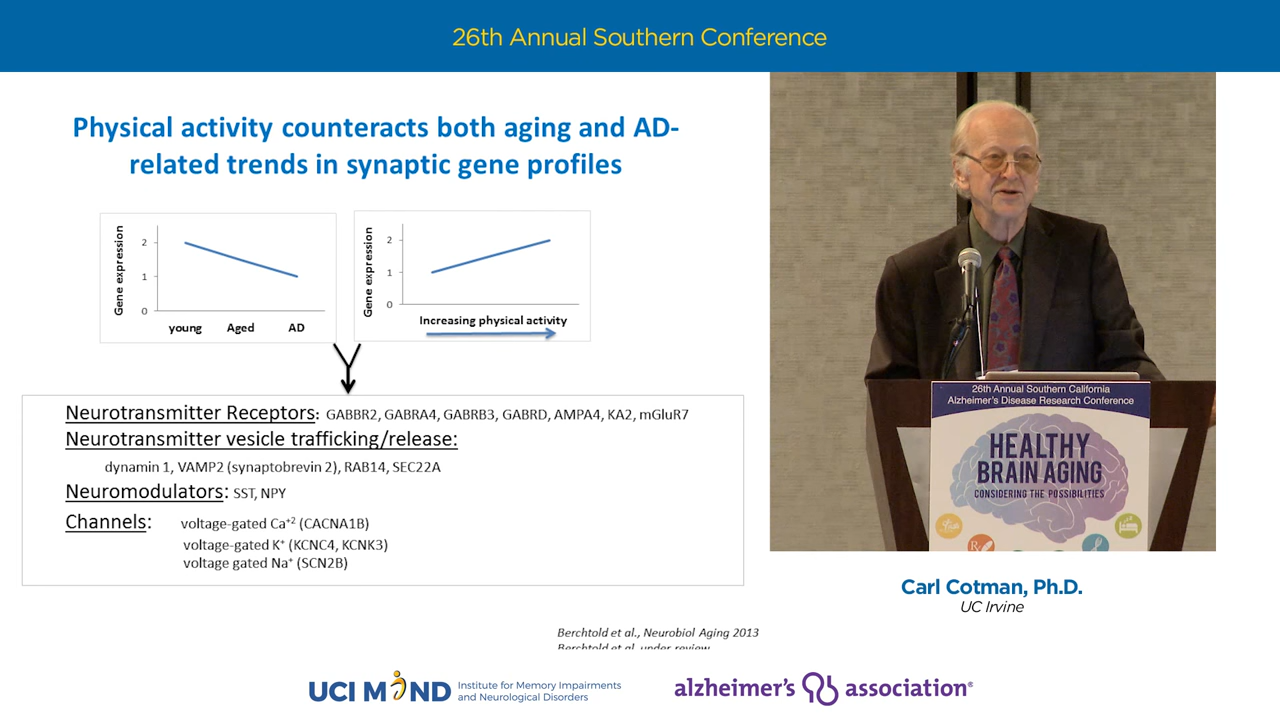 26th Annual Southern Conference
Physical activity counteracts both aging and AD-
related trends in synaptic gene profiles
Gene expression
2
1
0
young Aged AD
Gene expression
2
1
0
Increasing physical activity
Neurotransmitter Receptors: GABBR2, GABRA4, GABRB3, GABRD, AMPA4, KA2, mGluR7
Neurotransmitter vesicle trafficking/release:
dynamin 1, VAMP2 (synaptobrevin 2), RAB14, SEC22A
Neuromodulators: SST, NPY
Channels: voltage-gated Ca+2 (CACNA1B)
voltage-gated K+ (KCNC4, KCNK3)
voltage gated Na+ (SCN2B)
Berchtold et al., Neurobiol Aging 2013
Berchtold et al. under review
26th Annual Southern California
Alzheimer's Disease Research Conference
HEALTHY
BRAIN AGING
CONSIDERING THE POSSIBILITIES
Carl Cotman, Ph.D.
UC Irvine
UCI MIND
Institute for Memory Impairments
and Neurological Disorders
alzheimer's association®